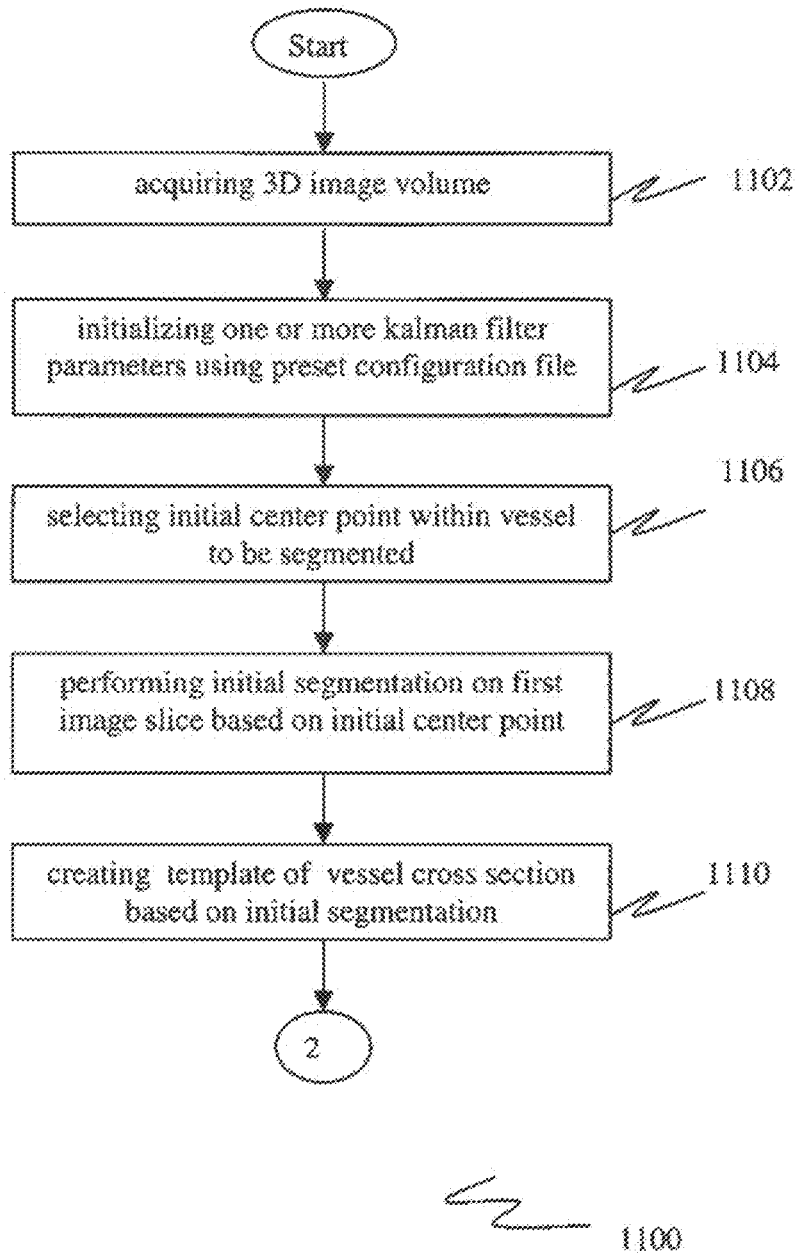 Start
acquiring 3D image volume
1102
initializing one or more kalman filter
parameters using preset configuration file
1104
selecting initial center point within vessel
to be segmented
1106
performing initial segmentation on first
image slice based on initial center point
1108
creating template of vessel cross section
based on initial segmentation
1110
2
1100